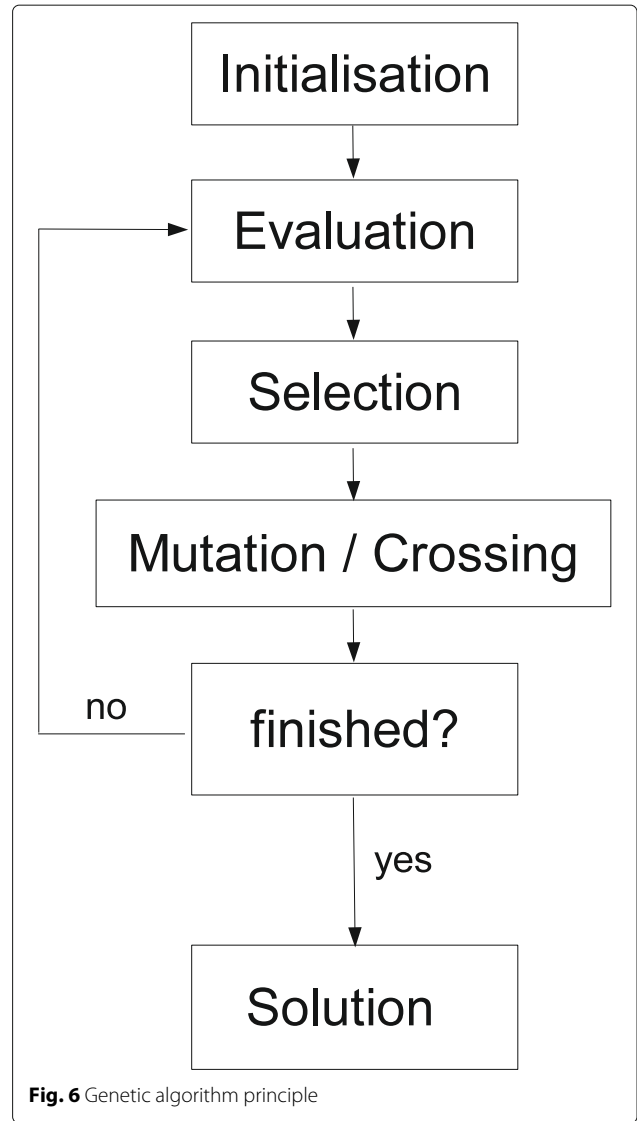 Initialisation
Evaluation
Selection
Mutation / Crossing
no
finished?
yes
Solution
Fig. 6 Genetic algorithm principle